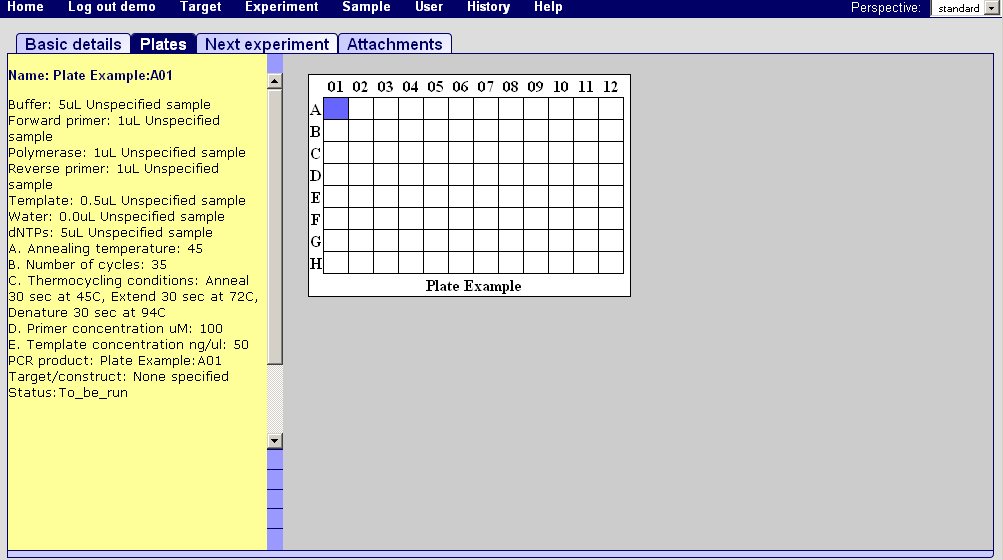 Home Log out demo Target Experiment Sample User History Help Perspective: standard
Basic details Plates Next experiment Attachments
Name: Plate Example:A01
Buffer: 5uL Unspecified sample
Forward primer: 1uL Unspecified
sample
Polymerase: 1uL Unspecified sample
Reverse primer: 1uL Unspecified
sample
Template: 0.5uL Unspecified sample
Water: 0.0uL Unspecified sample
dNTPs: 5uL Unspecified sample
A. Annealing temperature: 45
B. Number of cycles: 35
C. Thermocycling conditions: Anneal
30 sec at 45C, Extend 30 sec at 72C,
Denature 30 sec at 94C
D. Primer concentration uM: 100
E. Template concentration ng/ul: 50
PCR product: Plate Example:A01
Target/construct: None specified
Status:To_be_run
01 02 03 04 05 06 07 08 09 10 11 12
A
B
C
D
E
F
G
H
Plate Example